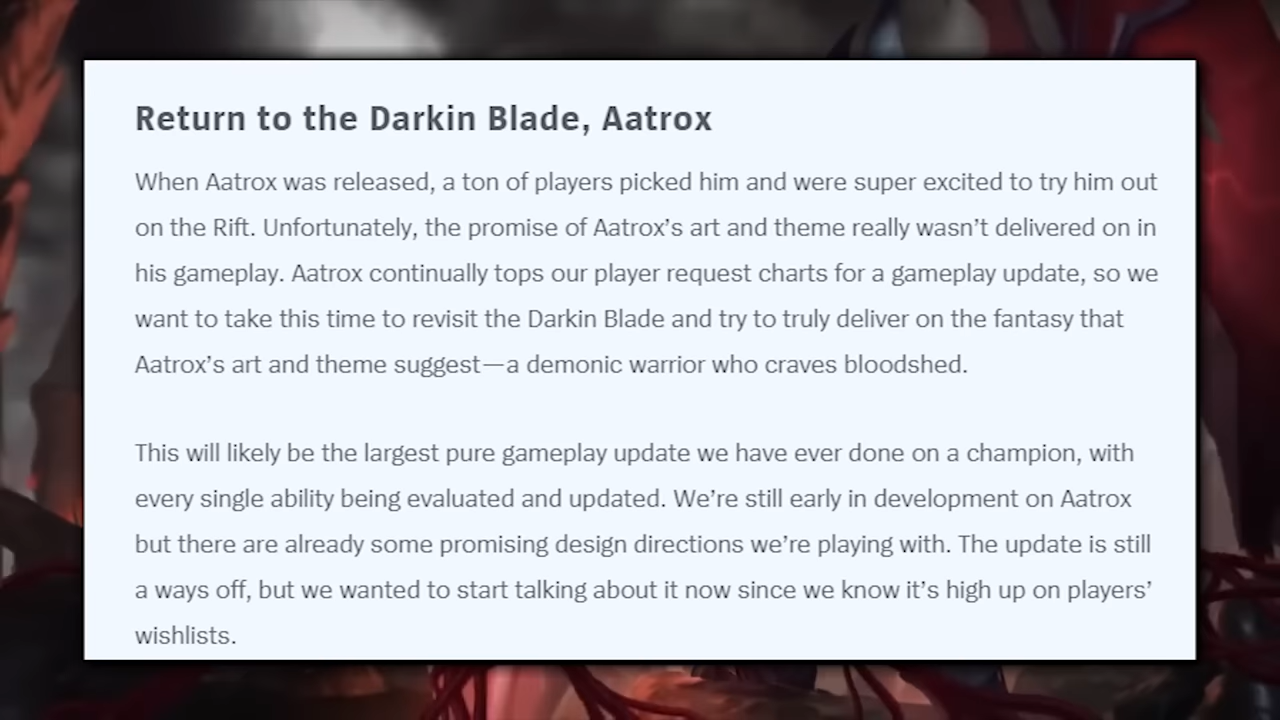 Return to the Darkin Blade, Aatrox
When Aatrox was released, a ton of players picked him and were super excited to try him out
on the Rift. Unfortunately, the promise of Aatrox’s art and theme really wasn’t delivered on in
his gameplay. Aatrox continually tops our player request charts for a gameplay update, so we
want to take this time to revisit the Darkin Blade and try to truly deliver on the fantasy that
Aatrox’s art and theme suggest—a demonic warrior who craves bloodshed.
This will likely be the largest pure gameplay update we have ever done on a champion, with
every single ability being evaluated and updated. We’re still early in development on Aatrox
but there are already some promising design directions we’re playing with. The update is still
a ways off, but we wanted to start talking about it now since we know it’s high up on players’
wishlists.